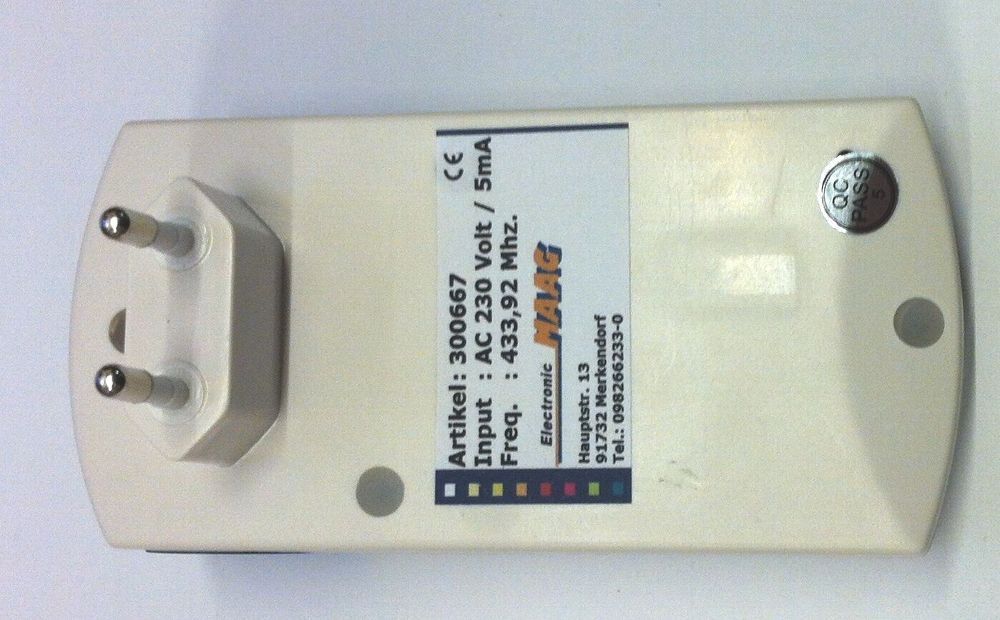 CE
Artikel: 300667
Input : AC 230 Volt / 5mA
Freq. : 433,92 Mhz.
Electronic MAAG
Hauptstr. 13
91732 Merkendorf
Tel.: 098266233-0
QC
PASS
5